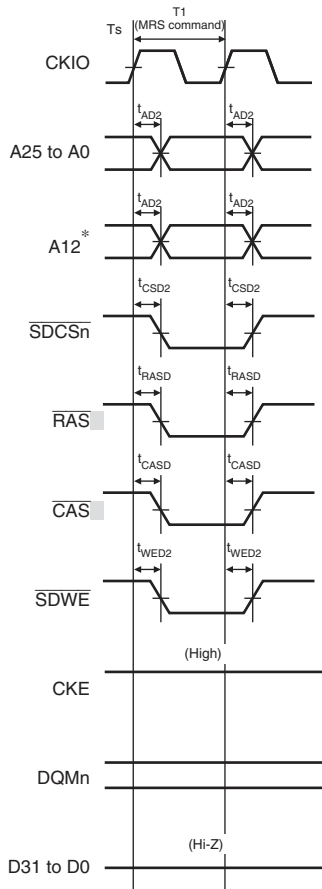 T1
Ts (MRS command)
CKIO
tAD2 tAD2
A25 to A0
tAD2 tAD2
A12*
tCSD2 tCSD2
SDCSn
tRASD tRASD
RAS
tCASD tCASD
CAS
tWED2 tWED2
SDWE
(High)
CKE
DQMn
(Hi-Z)
D31 to D0